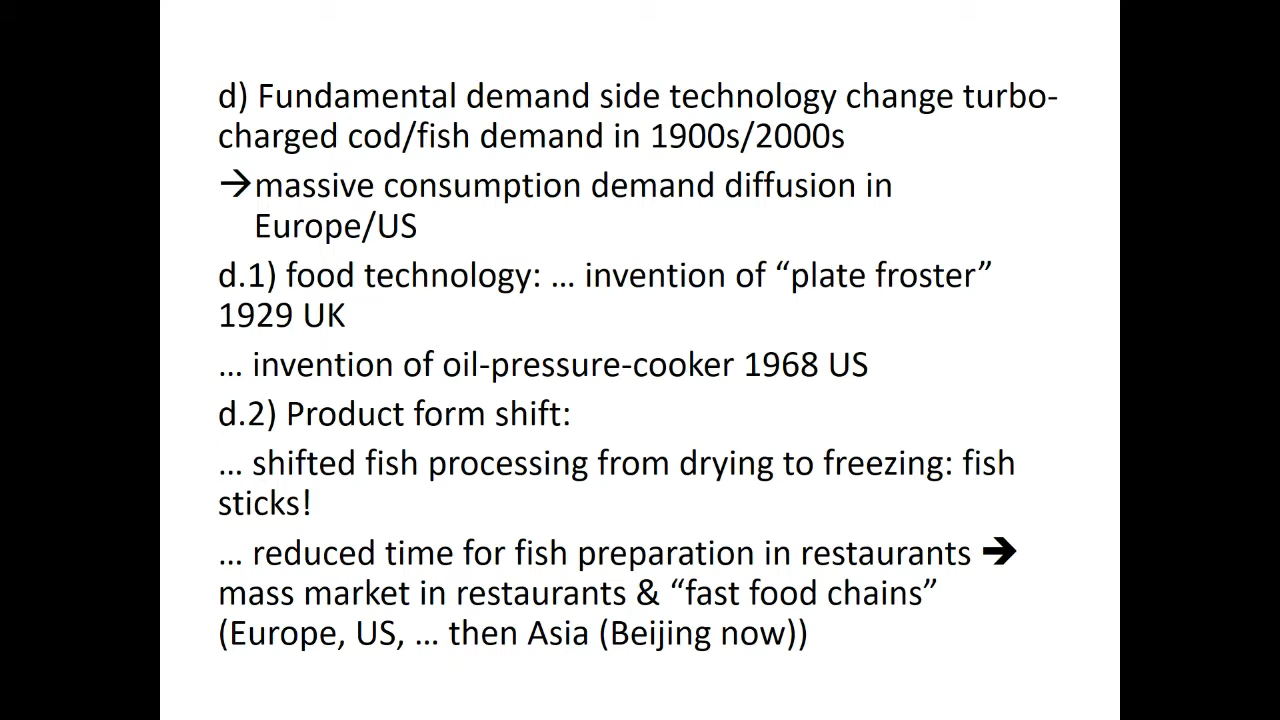 d) Fundamental demand side technology change turbo-
charged cod/fish demand in 1900s/2000s
→massive consumption demand diffusion in
Europe/US
d.1) food technology: … invention of “plate froster”
1929 UK
… invention of oil-pressure-cooker 1968 US
d.2) Product form shift:
… shifted fish processing from drying to freezing: fish
sticks!
… reduced time for fish preparation in restaurants ➔
mass market in restaurants & “fast food chains”
(Europe, US, … then Asia (Beijing now))